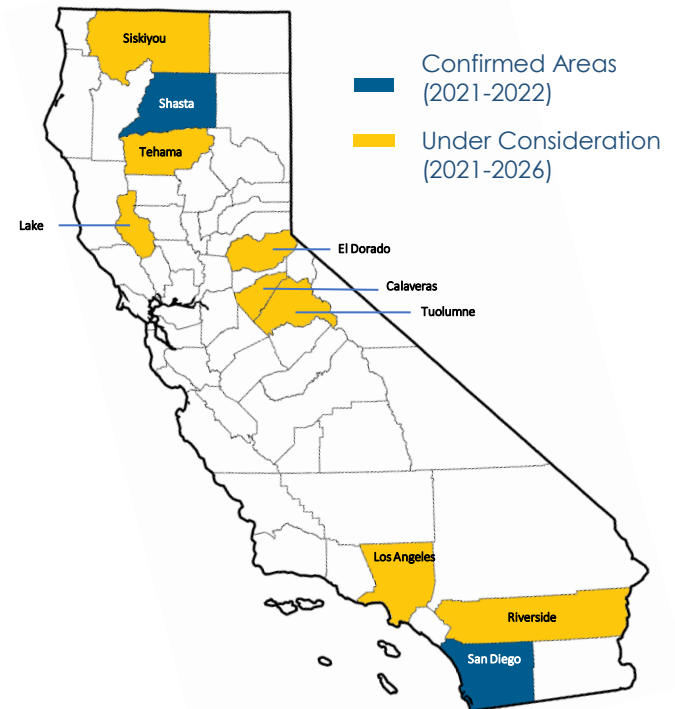 Siskiyou
Confirmed Areas
(2021-2022)
Shasta
Under Consideration
(2021-2026)
Tehama
Lake
El Dorado
Calaveras
Tuolumne
Los Angeles
Riverside
San Diego